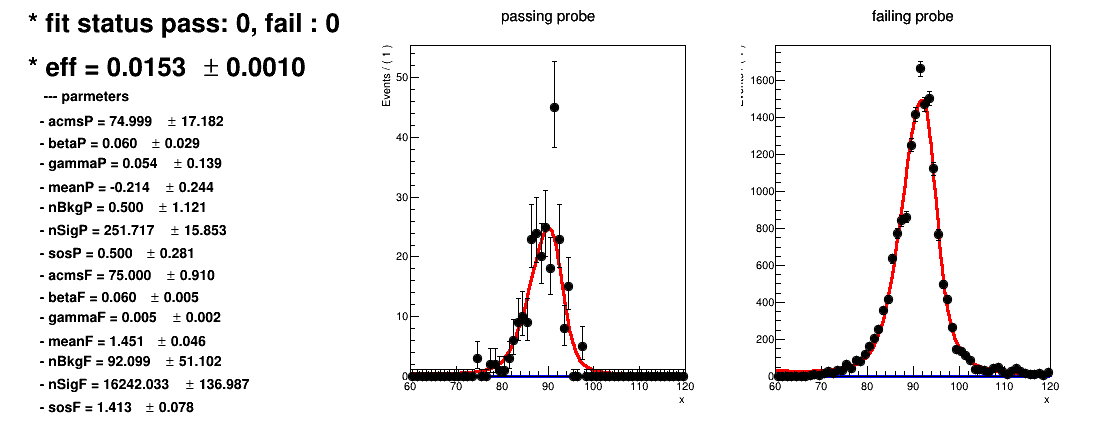 * fit status pass: 0, fail : 0
* eff = 0.0153 ± 0.0010
--- parmeters
- acmsP = 74.999 ± 17.182
- betaP = 0.060 ± 0.029
- gammaP = 0.054 ± 0.139
- meanP = -0.214 ± 0.244
- nBkgP = 0.500 ± 1.121
- nSigP = 251.717 ± 15.853
- sosP = 0.500 ± 0.281
- acmsF = 75.000 ± 0.910
- betaF = 0.060 ± 0.005
- gammaF = 0.005 ± 0.002
- meanF = 1.451 ± 0.046
- nBkgF = 92.099 ± 51.102
- nSigF = 16242.033 ± 136.987
- sosF = 1.413 ± 0.078
passing probe
Events / ( 1 )
50
40
30
20
10
0
60 70 80 90 100 110 120
x
failing probe
1600
1400
1200
1000
800
600
400
200
0
60 70 80 90 100 110 120
x